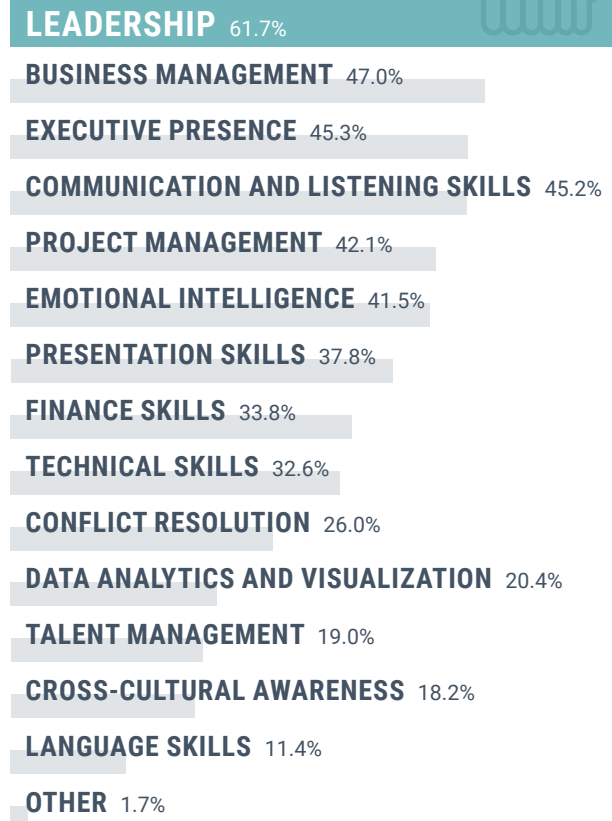 LEADERSHIP 61.7%
BUSINESS MANAGEMENT 47.0%
EXECUTIVE PRESENCE 45.3%
COMMUNICATION AND LISTENING SKILLS 45.2%
PROJECT MANAGEMENT 42.1%
EMOTIONAL INTELLIGENCE 41.5%
PRESENTATION SKILLS 37.8%
FINANCE SKILLS 33.8%
TECHNICAL SKILLS 32.6%
CONFLICT RESOLUTION 26.0%
DATA ANALYTICS AND VISUALIZATION 20.4%
TALENT MANAGEMENT 19.0%
CROSS-CULTURAL AWARENESS 18.2%
LANGUAGE SKILLS 11.4%
OTHER 1.7%